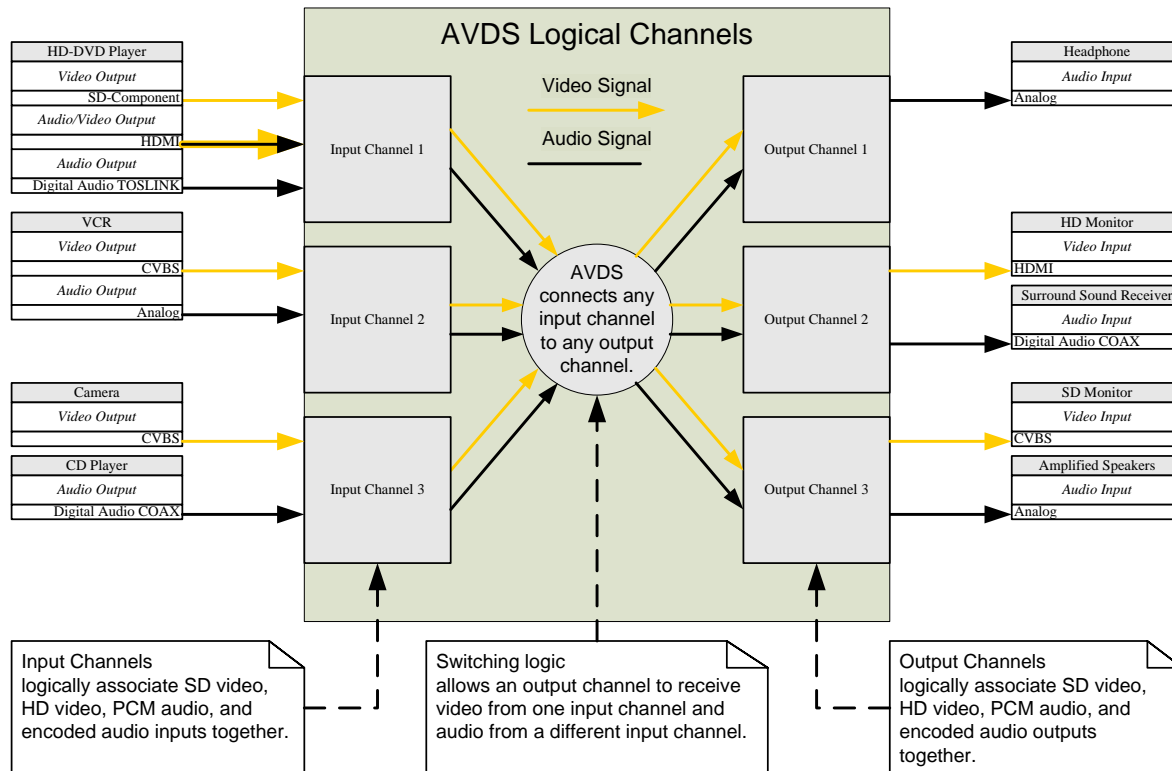 AVDS Logical Channels
Video Signal
Audio Signal
HD-DVD Player
Video Output
SD-Component
Audio/Video Output
HDMI
Audio Output
Digital Audio TOSLINK
VCR
Video Output
CVBS
Audio Output
Analog
Camera
Video Output
CVBS
CD Player
Audio Output
Digital Audio COAX
Input Channel 1
Input Channel 2
Input Channel 3
AVDS
connects any
input channel
to any output
channel.
Output Channel 1
Output Channel 2
Output Channel 3
Headphone
Audio Input
Analog
HD Monitor
Video Input
HDMI
Surround Sound Receiver
Audio Input
Digital Audio COAX
SD Monitor
Video Input
CVBS
Amplified Speakers
Audio Input
Analog
Input Channels
logically associate SD video,
HD video, PCM audio, and
encoded audio inputs together.
Switching logic
allows an output channel to receive
video from one input channel and
audio from a different input channel.
Output Channels
logically associate SD video,
HD video, PCM audio, and
encoded audio outputs
together.